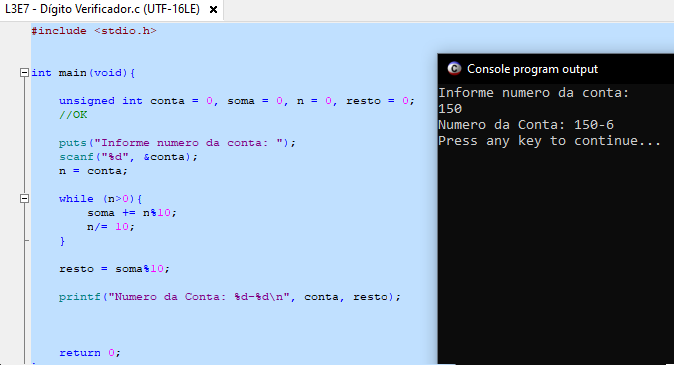 L3E7 - Dígito Verificador.c (UTF-16LE) ×
#include <stdio.h>
int main(void){
unsigned int conta = 0, soma = 0, n = 0, resto = 0;
//OK
puts("Informe numero da conta: ");
scanf("%d", &conta);
n = conta;
while (n>0){
soma += n%10;
n/= 10;
}
resto = soma%10;
printf("Numero da Conta: %d-%d\n", conta, resto);
return 0;
Console program output
Informe numero da conta:
150
Numero da Conta: 150-6
Press any key to continue...